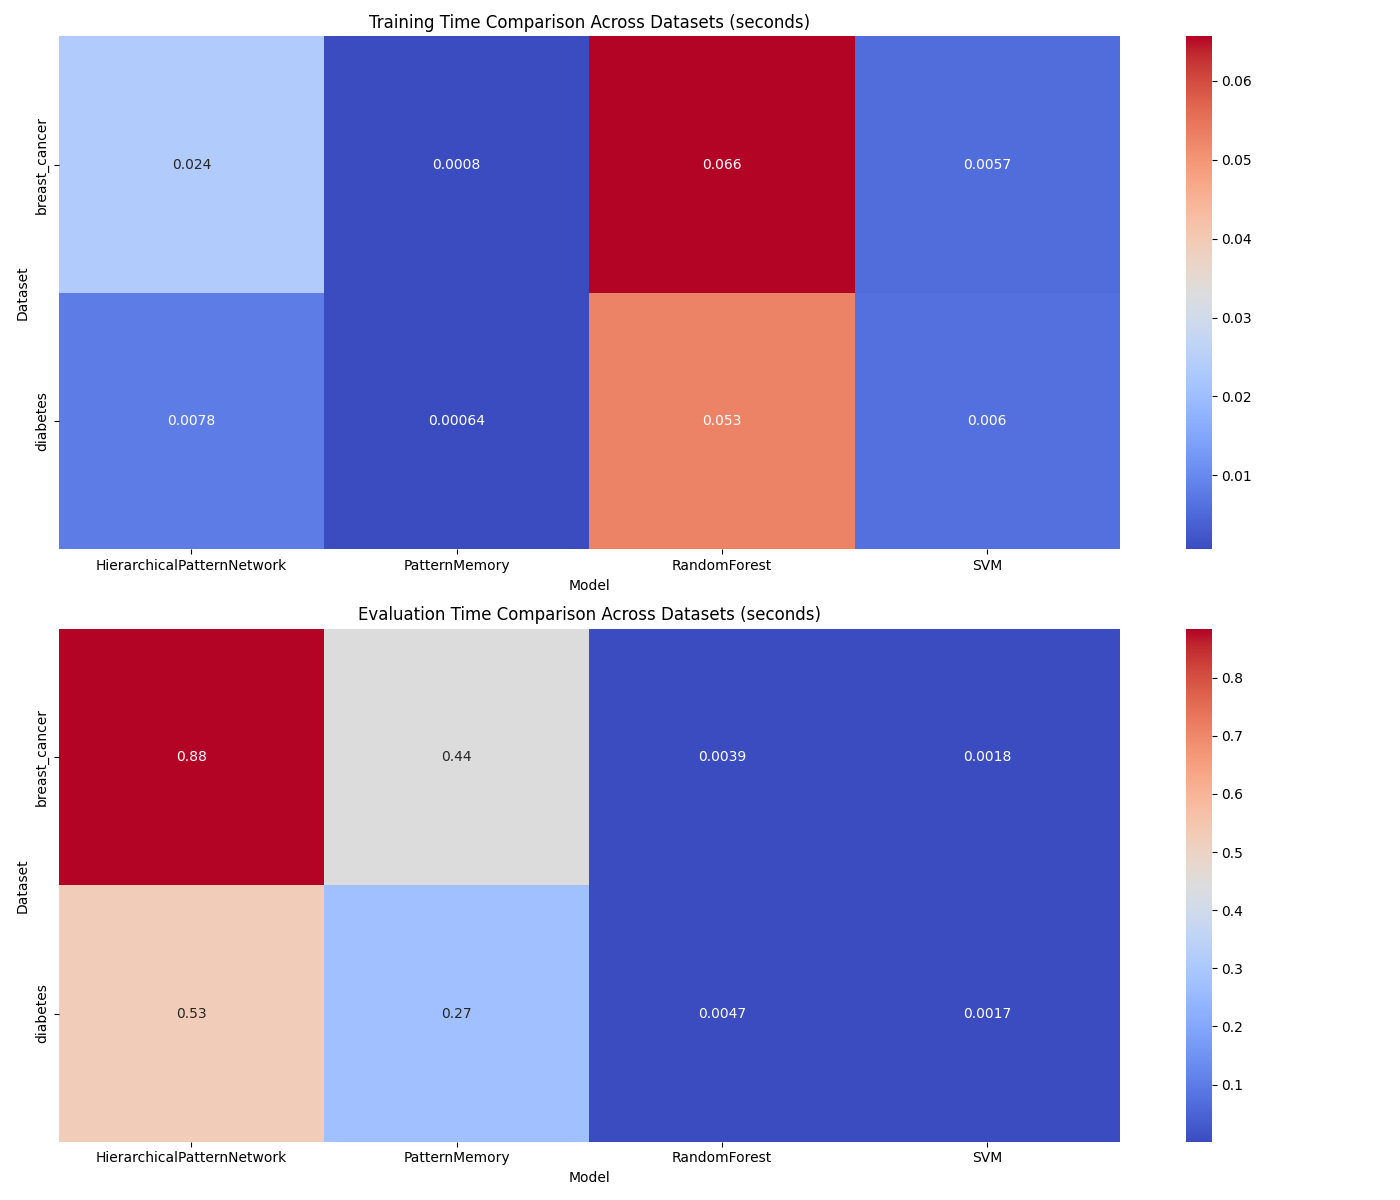 Training Time Comparison Across Datasets (seconds)
Dataset
breast_cancer
0.024 0.0008 0.066 0.0057
diabetes
0.0078 0.00064 0.053 0.006
HierarchicalPatternNetwork PatternMemory RandomForest SVM
Model
0.06
0.05
0.04
0.03
0.02
0.01
Evaluation Time Comparison Across Datasets (seconds)
Dataset
breast_cancer
0.88 0.44 0.0039 0.0018
diabetes
0.53 0.27 0.0047 0.0017
HierarchicalPatternNetwork PatternMemory RandomForest SVM
Model
0.8
0.7
0.6
0.5
0.4
0.3
0.2
0.1